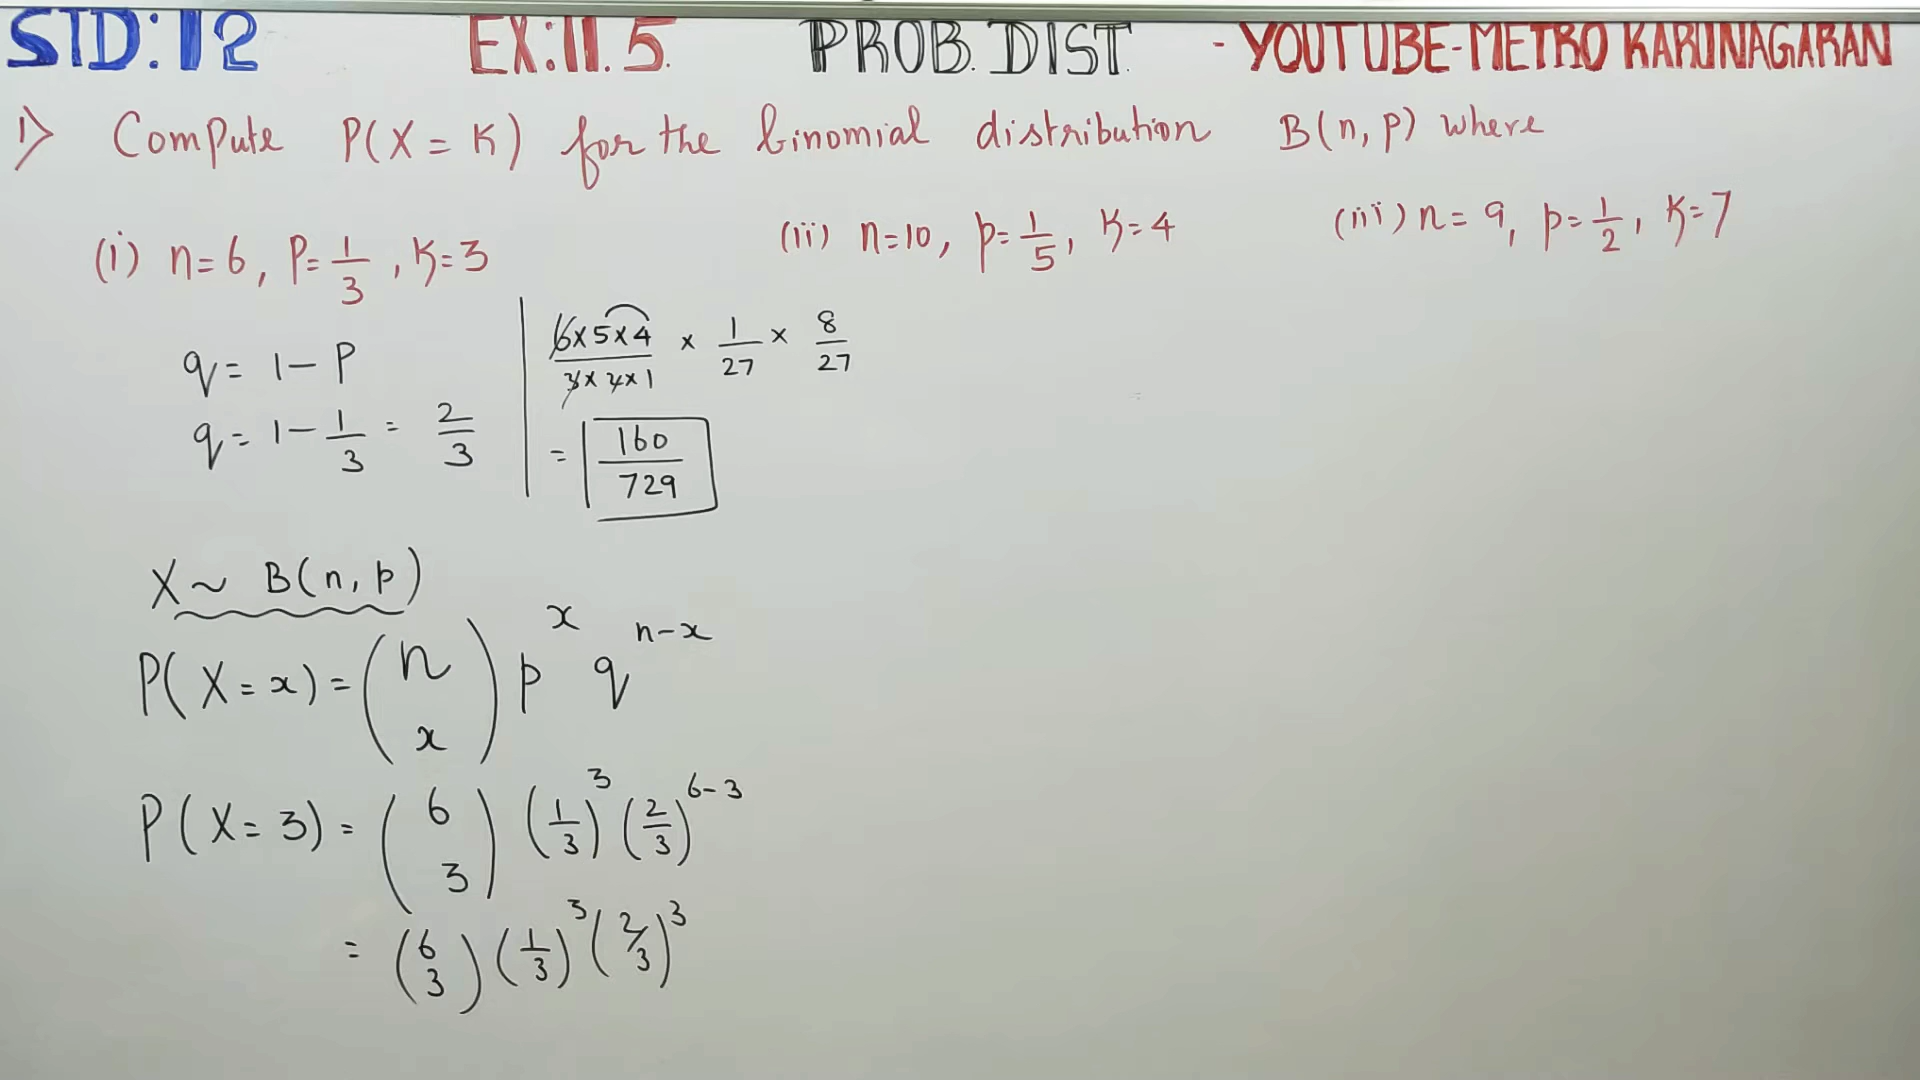 STD:12 EX:11.5. PROB. DIST. - YOUTUBE-METRO KARUNAGARAN
1) Compute P(X = K) for the binomial distribution B(n, p) where
(i) n=6, P=1/3, K=3 (ii) n=10, p=1/5, K=4 (iii) n=9, p=1/2, K=7
q = 1 - P
q = 1 - 1/3 = 2/3
6×5×4/3×2×1 × 1/27 × 8/27
= 160/729
X ~ B(n, p)
P(X = x) = (n x) p^x q^n-x
P(X = 3) = (6 3) (1/3)^3 (2/3)^6-3
= (6 3) (1/3)^3 (2/3)^3